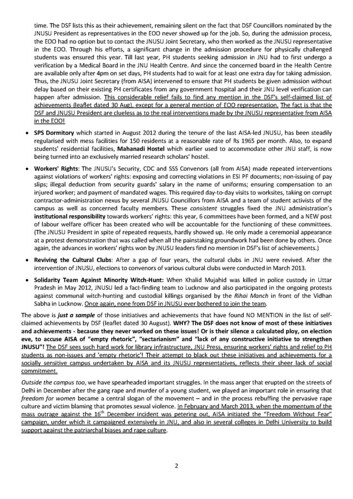 time. The DSF lists this as their achievement, remaining silent on the fact that DSF Councillors nominated by the
JNUSU President as representatives in the EOO never showed up for the job. So, during the admission process,
the EOO had no option but to contact the JNUSU Joint Secretary, who then worked as the JNUSU representative
in the EOO. Through his efforts, a significant change in the admission procedure for physically challenged
students was ensured this year. Till last year, PH students seeking admission in JNU had to first undergo a
verification by a Medical Board in the JNU Health Centre. And since the concerned board in the Health Centre
are available only after 4pm on set days, PH students had to wait for at least one extra day for taking admission.
Thus, the JNUSU Joint Secretary (from AISA) intervened to ensure that PH students be given admission without
delay based on their existing PH certificates from any government hospital and their JNU level verification can
happen after admission. This considerable relief fails to find any mention in the DSF's self-claimed list of
achievements (leaflet dated 30 Aug), except for a general mention of EOO representation. The fact is that the
DSF and JNUSU President are clueless as to the real interventions made by the JNUSU representative from AISA
in the EOO!
• SPS Dormitory which started in August 2012 during the tenure of the last AISA-led JNUSU, has been steadily
regularised with mess facilities for 150 residents at a reasonable rate of Rs 1965 per month. Also, to expand
students' residential facilities, Mahanadi Hostel which earlier used to accommodate other JNU staff, is now
being turned into an exclusively married research scholars' hostel.
• Workers' Rights: The JNUSU's Security, CDC and SSS Convenors (all from AISA) made repeated interventions
against violations of workers' rights: exposing and correcting violations in ESI PF documents; non-issuing of pay
slips; illegal deduction from security guards' salary in the name of uniforms; ensuring compensation to an
injured worker; and payment of mandated wages. This required day-to-day visits to worksites, taking on corrupt
contractor-administration nexus by several JNUSU Councillors from AISA and a team of student activists of the
campus as well as concerned faculty members. These consistent struggles fixed the JNU administration's
institutional responsibility towards workers' rights: this year, 6 committees have been formed, and a NEW post
of labour welfare officer has been created who will be accountable for the functioning of these committees.
(The JNUSU President in spite of repeated requests, hardly showed up. He only made a ceremonial appearance
at a protest demonstration that was called when all the painstaking groundwork had been done by others. Once
again, the advances in workers' rights won by JNUSU leaders find no mention in DSF's list of achievements.)
• Reviving the Cultural Clubs: After a gap of four years, the cultural clubs in JNU were revived. After the
intervention of JNUSU, elections to convenors of various cultural clubs were conducted in March 2013.
• Solidarity Team Against Minority Witch-Hunt: When Khalid Mujahid was killed in police custody in Uttar
Pradesh in May 2012, JNUSU led a fact-finding team to Lucknow and also participated in the ongoing protests
against communal witch-hunting and custodial killings organised by the Rihai Manch in front of the Vidhan
Sabha in Lucknow. Once again, none from DSF in JNUSU ever bothered to join the team.
The above is just a sample of those initiatives and achievements that have found NO MENTION in the list of self-
claimed achievements by DSF (leaflet dated 30 August). WHY? The DSF does not know of most of these initiatives
and achievements - because they never worked on these issues! Or is their silence a calculated ploy, on election
eve, to accuse AISA of "empty rhetoric", "sectarianism" and "lack of any constructive initiative to strengthen
JNUSU"? The DSF sees such hard work for library infrastructure, JNU Press, ensuring workers' rights and relief to PH
students as non-issues and 'empty rhetoric'! Their attempt to black out these initiatives and achievements for a
socially sensitive campus undertaken by AISA and its JNUSU representatives, reflects their sheer lack of social
commitment.
Outside the campus too, we have spearheaded important struggles. In the mass anger that erupted on the streets of
Delhi in December after the gang rape and murder of a young student, we played an important role in ensuring that
freedom for women became a central slogan of the movement – and in the process rebuffing the pervasive rape
culture and victim blaming that promotes sexual violence. In February and March 2013, when the momentum of the
mass outrage against the 16th December incident was petering out, AISA initiated the "Freedom Without Fear"
campaign, under which it campaigned extensively in JNU, and also in several colleges in Delhi University to build
support against the patriarchal biases and rape culture.
2